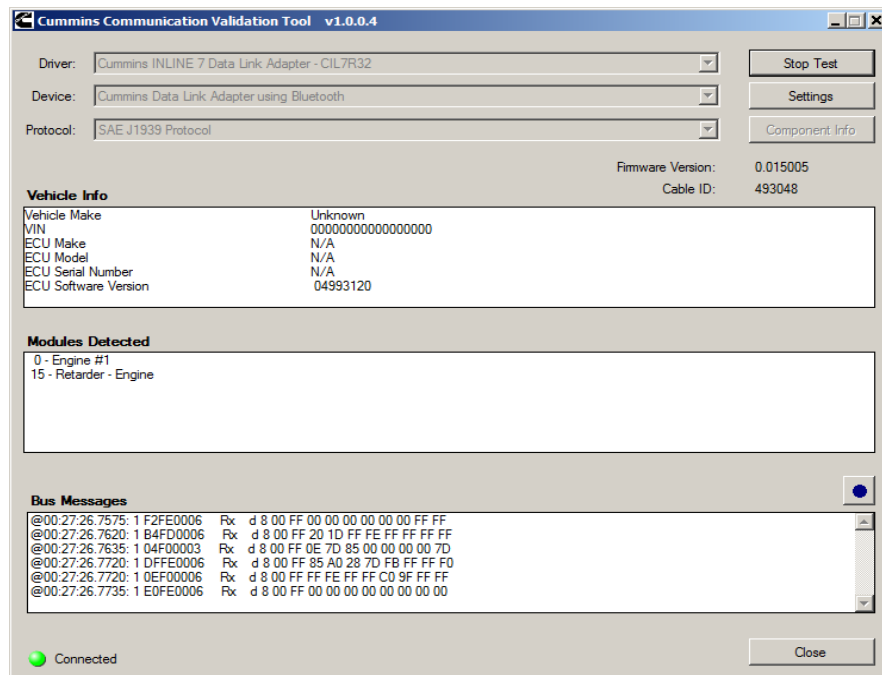 Cummins Communication Validation Tool v1.0.0.4
Driver: Cummins INLINE 7 Data Link Adapter - CIL7R32 Stop Test
Device: Cummins Data Link Adapter using Bluetooth Settings
Protocol: SAE J1939 Protocol Component Info
Firmware Version: 0.015005
Cable ID: 493048
Vehicle Info
Vehicle Make Unknown
VIN 00000000000000000
ECU Make N/A
ECU Model N/A
ECU Serial Number N/A
ECU Software Version 04993120
Modules Detected
0 - Engine #1
15 - Retarder - Engine
Bus Messages
@00:27:26.7575: 1 F2FE0006 Rx d 8 00 FF 00 00 00 00 00 00 FF FF
@00:27:26.7620: 1 B4FD0006 Rx d 8 00 FF 20 1D FF FE FF FF FF FF
@00:27:26.7635: 1 04F00003 Rx d 8 00 FF 0E 7D 85 00 00 00 00 7D
@00:27:26.7720: 1 DFFE0006 Rx d 8 00 FF 85 A0 28 7D FB FF FF F0
@00:27:26.7720: 1 0EF00006 Rx d 8 00 FF FF FE FF FF C0 9F FF FF
@00:27:26.7735: 1 E0FE0006 Rx d 8 00 FF 00 00 00 00 00 00 00 00
Connected
Close